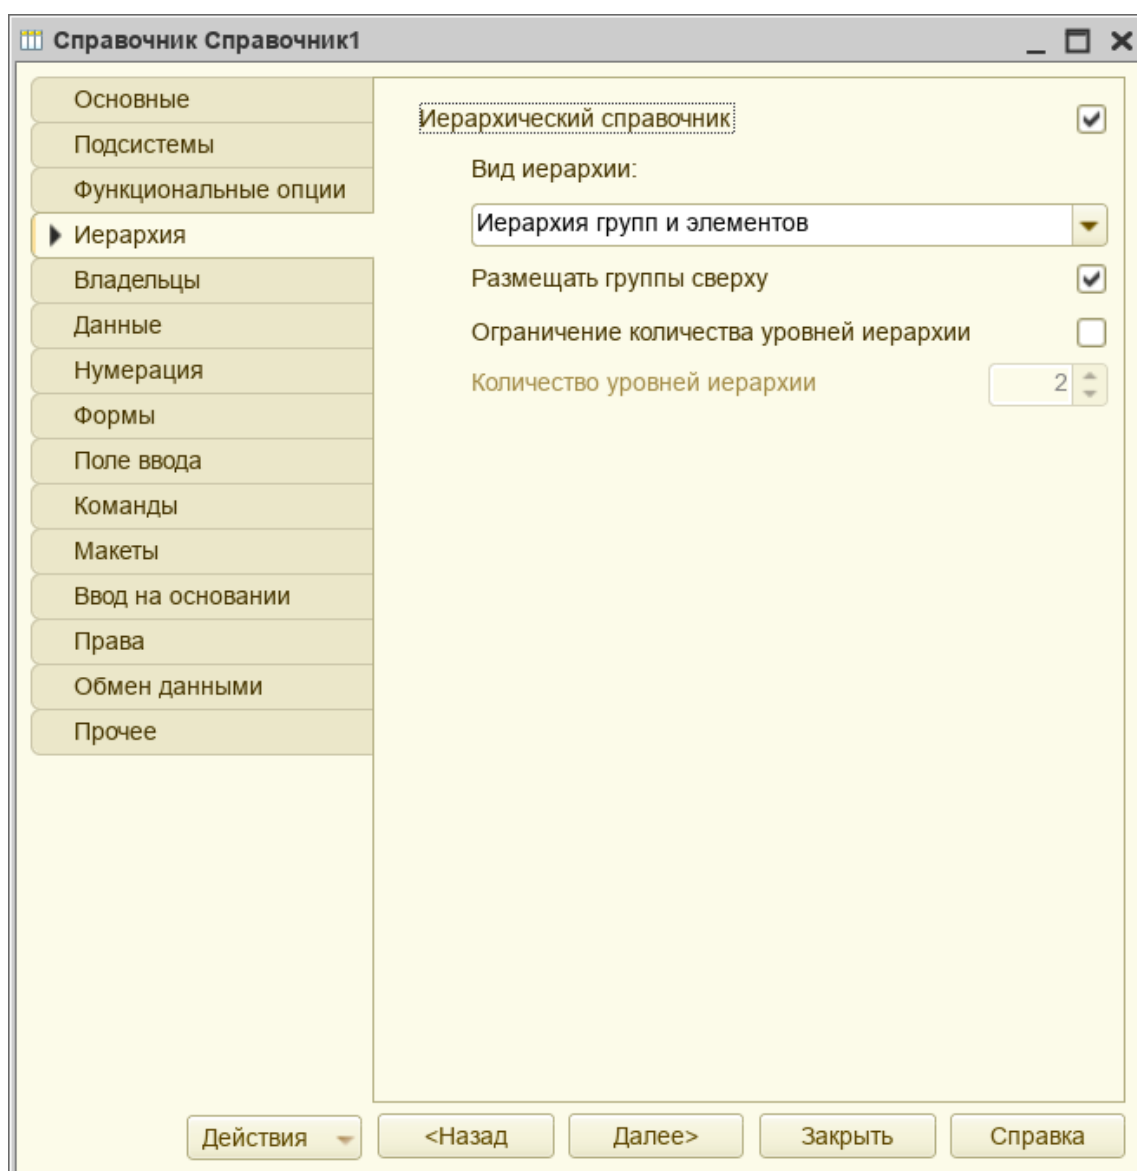 Справочник Справочник1
Основные
Подсистемы
Функциональные опции
Иерархия
Владельцы
Данные
Нумерация
Формы
Поле ввода
Команды
Макеты
Ввод на основании
Права
Обмен данными
Прочее
Иерархический справочник
Вид иерархии:
Иерархия групп и элементов
Размещать группы сверху
Ограничение количества уровней иерархии
Количество уровней иерархии 2
Действия <Назад Далее> Закрыть Справка